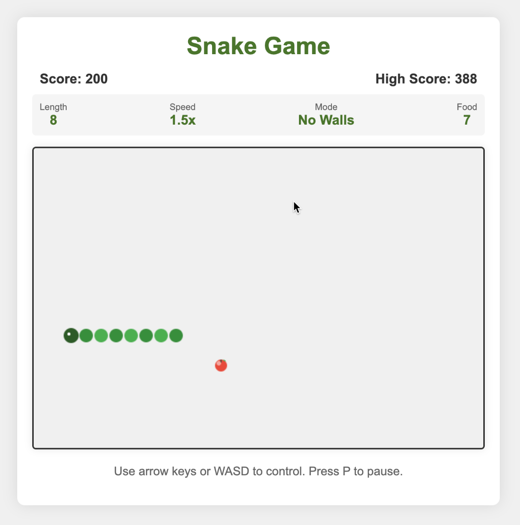 Snake Game
Score: 200 High Score: 388
Length Speed Mode Food
8 1.5x No Walls 7
Use arrow keys or WASD to control. Press P to pause.